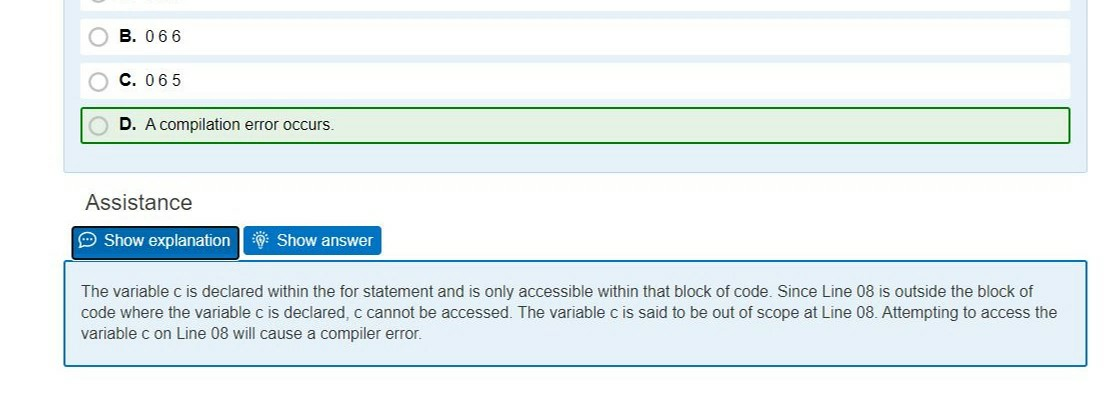 B. 0 6 6
C. 0 6 5
D. A compilation error occurs.
Assistance
Show explanation Show answer
The variable c is declared within the for statement and is only accessible within that block of code. Since Line 08 is outside the block of
code where the variable c is declared, c cannot be accessed. The variable c is said to be out of scope at Line 08. Attempting to access the
variable c on Line 08 will cause a compiler error.